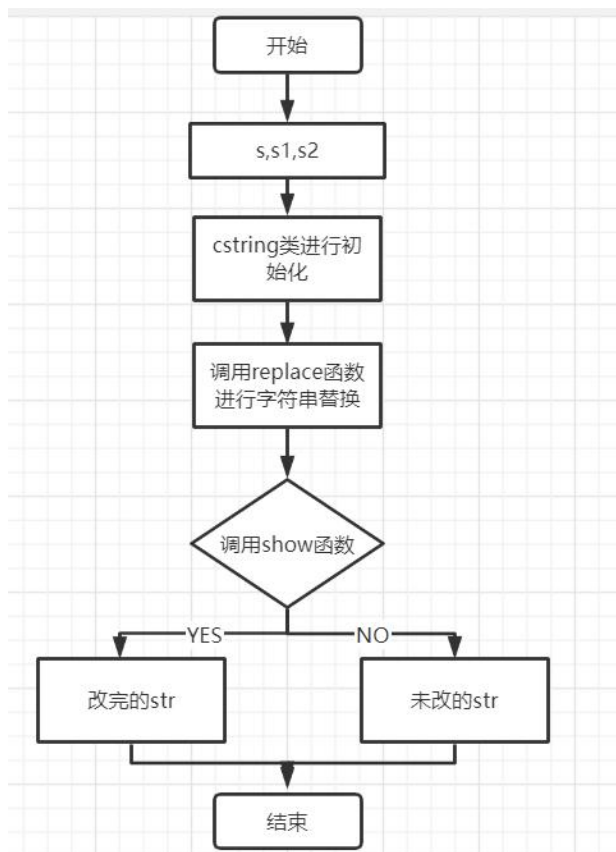 开始
s,s1,s2
cstring类进行初
始化
调用replace函数
进行字符串替换
调用show函数
YES
NO
改完的str
未改的str
结束